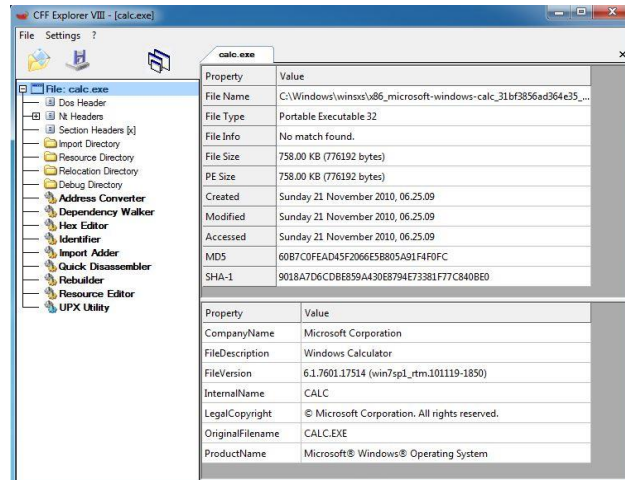 CFF Explorer VIII - [calc.exe]
File Settings ?
calc.exe
File: calc.exe
Dos Header
Nt Headers
Section Headers [x]
Import Directory
Resource Directory
Relocation Directory
Debug Directory
Address Converter
Dependency Walker
Hex Editor
Identifier
Import Adder
Quick Disassembler
Rebuilder
Resource Editor
UPX Utility
Property Value
File Name C:\Windows\winsxs\x86_microsoft-windows-calc_31bf3856ad364e35_...
File Type Portable Executable 32
File Info No match found.
File Size 758.00 KB (776192 bytes)
PE Size 758.00 KB (776192 bytes)
Created Sunday 21 November 2010, 06.25.09
Modified Sunday 21 November 2010, 06.25.09
Accessed Sunday 21 November 2010, 06.25.09
MD5 60B7C0FEAD45F2066E5B805A91F4F0FC
SHA-1 9018A7D6CDBE859A430E8794E73381F77C840BE0
Property Value
CompanyName Microsoft Corporation
FileDescription Windows Calculator
FileVersion 6.1.7601.17514 (win7sp1_rtm.101119-1850)
InternalName CALC
LegalCopyright © Microsoft Corporation. All rights reserved.
OriginalFilename CALC.EXE
ProductName Microsoft® Windows® Operating System